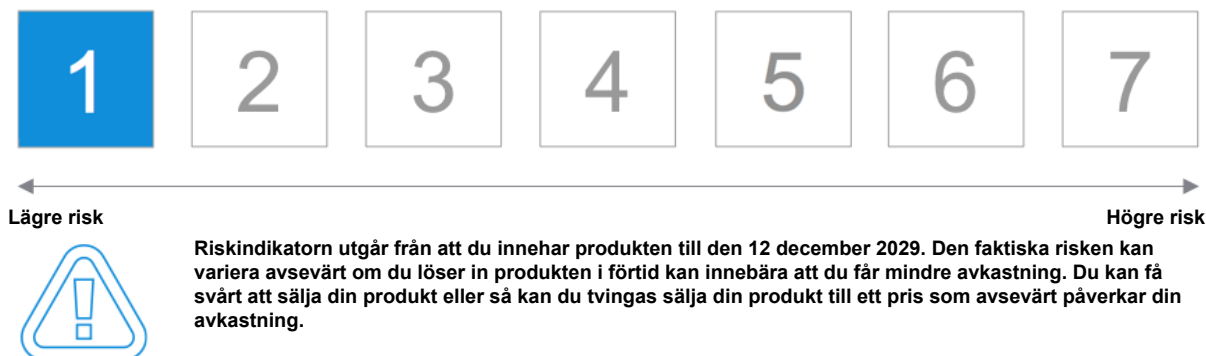 1 2 3 4 5 6 7
Lägre risk Högre risk
Riskindikatorn utgår från att du innehar produkten till den 12 december 2029. Den faktiska risken kan
variera avsevärt om du löser in produkten i förtid kan innebära att du får mindre avkastning. Du kan få
svårt att sälja din produkt eller så kan du tvingas sälja din produkt till ett pris som avsevärt påverkar din
avkastning.